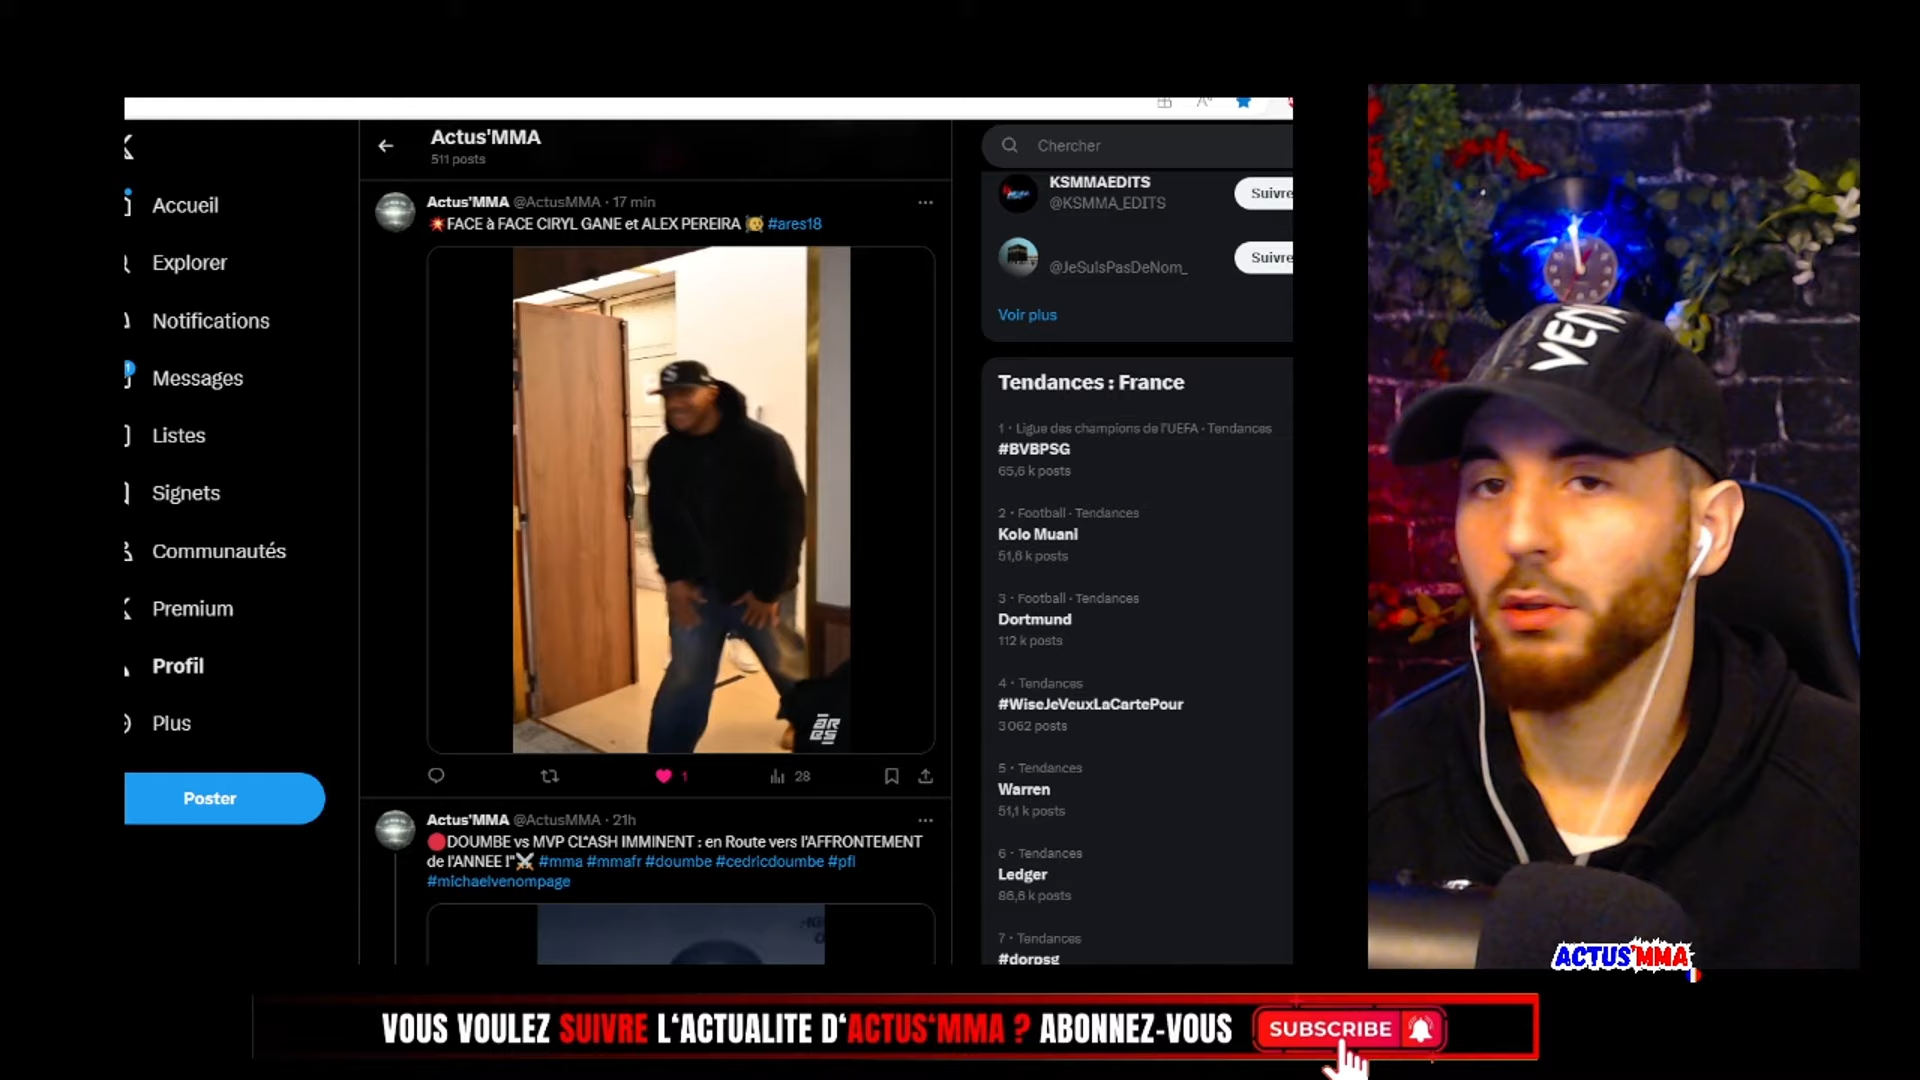 Actus'MMA
511 posts
Accueil
Explorer
Notifications
1
Messages
Listes
Signets
Communautés
Premium
Profil
Plus
Poster
Actus'MMA @ActusMMA · 17 min
💥FACE à FACE CIRYL GANE et ALEX PEREIRA 🤯 #ares18
S
ARES
1
28
Actus'MMA @ActusMMA · 21h
🔴DOUMBE vs MVP CL*ASH IMMINENT : en Route vers l'AFFRONTEMENT
de l'ANNEE !"⚔️ #mma #mmafr #doumbe #cedricdoumbe #pfl
#michaelvenompage
Chercher
KSMMAEDITS
@KSMMA_EDITS
Suivre
@JeSuisPasDeNom_
Suivre
Voir plus
Tendances : France
1 · Ligue des champions de l'UEFA · Tendances
#BVBPSG
65,6 k posts
2 · Football · Tendances
Kolo Muani
51,6 k posts
3 · Football · Tendances
Dortmund
112 k posts
4 · Tendances
#WiseJeVeuxLaCartePour
3 062 posts
5 · Tendances
Warren
51,1 k posts
6 · Tendances
Ledger
86,6 k posts
7 · Tendances
#dorpsg
VEN
ACTUS'MMA
VOUS VOULEZ SUIVRE L'ACTUALITE D'ACTUS'MMA ? ABONNEZ-VOUS
SUBSCRIBE